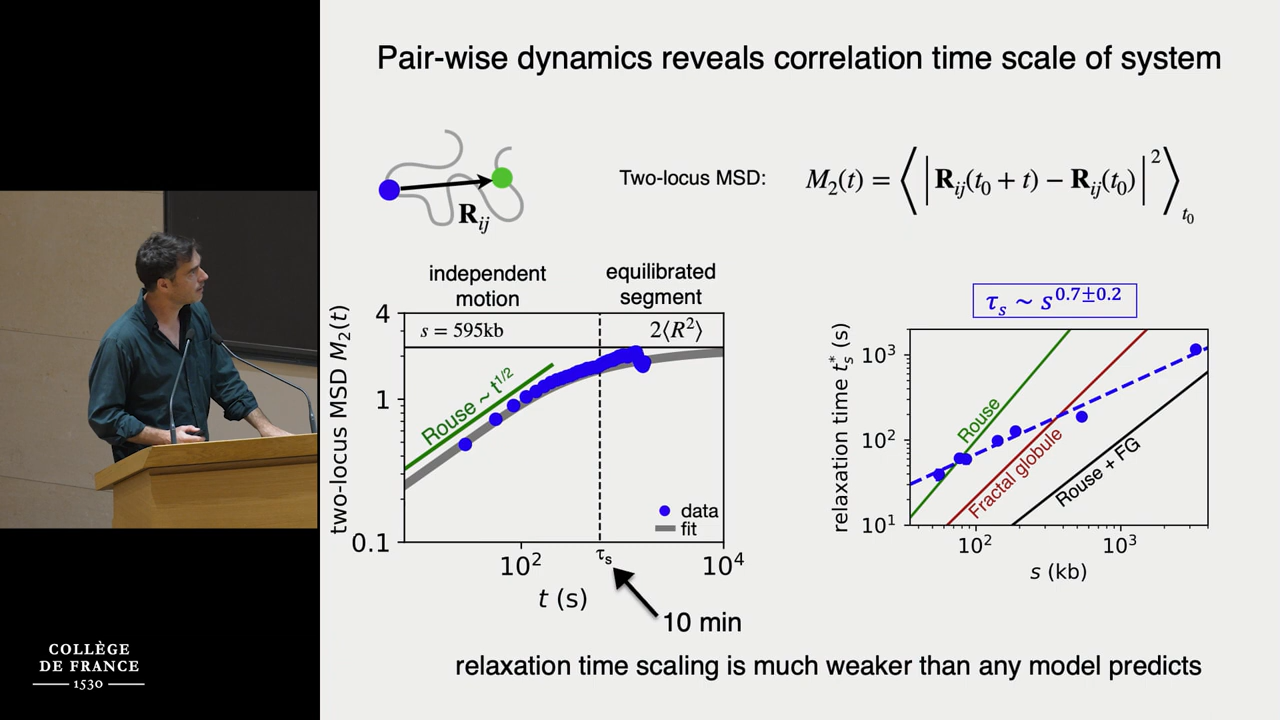 Pair-wise dynamics reveals correlation time scale of system
R_ij
Two-locus MSD:
M₂(t) = ⟨ | R_ij(t₀ + t) − R_ij(t₀) |² ⟩_t₀
independent
motion
equilibrated
segment
s = 595kb
2⟨R²⟩
two-locus MSD M₂(t)
4
1
0.1
Rouse ~ t^1/2
data
fit
10²
τ_s
10⁴
t (s)
10 min
τ_s ~ s^0.7±0.2
relaxation time t*_s (s)
10³
10²
10¹
Rouse
Fractal globule
Rouse + FG
10²
10³
s (kb)
relaxation time scaling is much weaker than any model predicts
COLLÈGE
DE FRANCE
1530